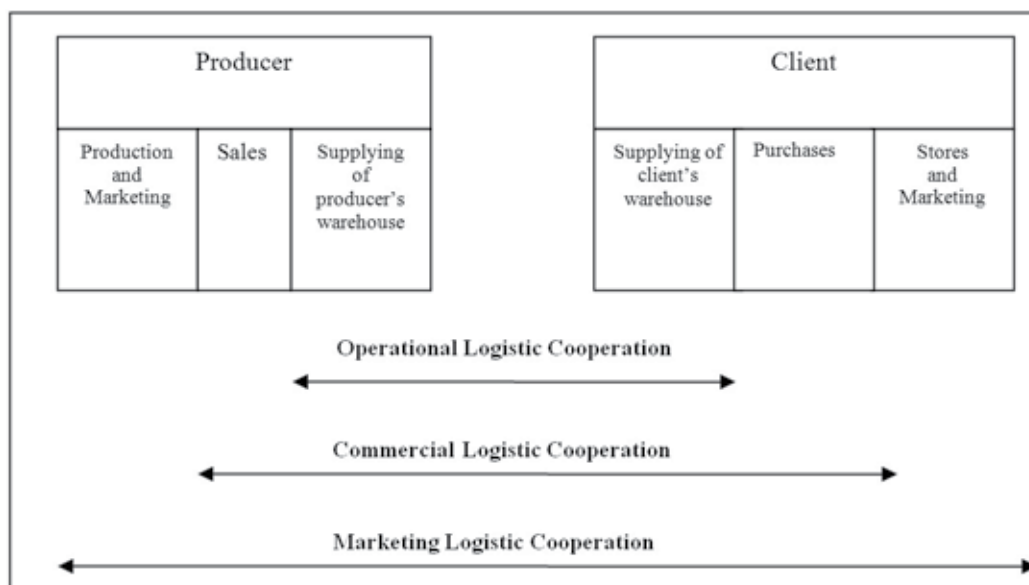 Producer
Client
Production
and
Marketing
Sales
Supplying
of
producer's
warehouse
Supplying of
client's
warehouse
Purchases
Stores
and
Marketing
Operational Logistic Cooperation
Commercial Logistic Cooperation
Marketing Logistic Cooperation